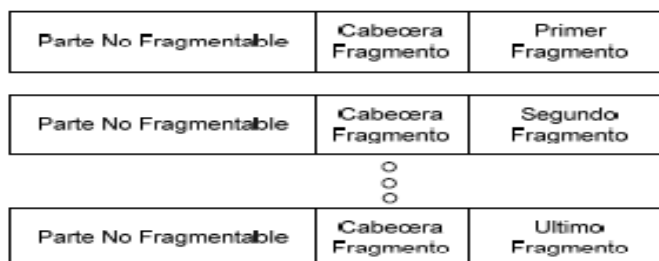 Parte No Fragmentable
Cabecera
Fragmento
Primer
Fragmento
Parte No Fragmentable
Cabecera
Fragmento
Segundo
Fragmento
Parte No Fragmentable
Cabecera
Fragmento
Ultimo
Fragmento